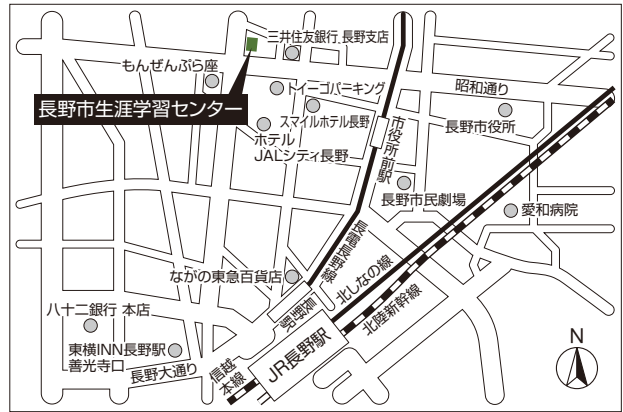 三井住友銀行 長野支店
もんぜんぷら座
トイーゴパーキング
昭和通り
長野市生涯学習センター
スマイルホテル長野
長野市役所
ホテル
JALシティ長野
市役所前駅
長野市民劇場
愛和病院
長電長野線
ながの東急百貨店
北しなの線
長野駅
北陸新幹線
八十二銀行 本店
JR長野駅
東横INN長野駅
善光寺口
長野大通り
信越
本線
N